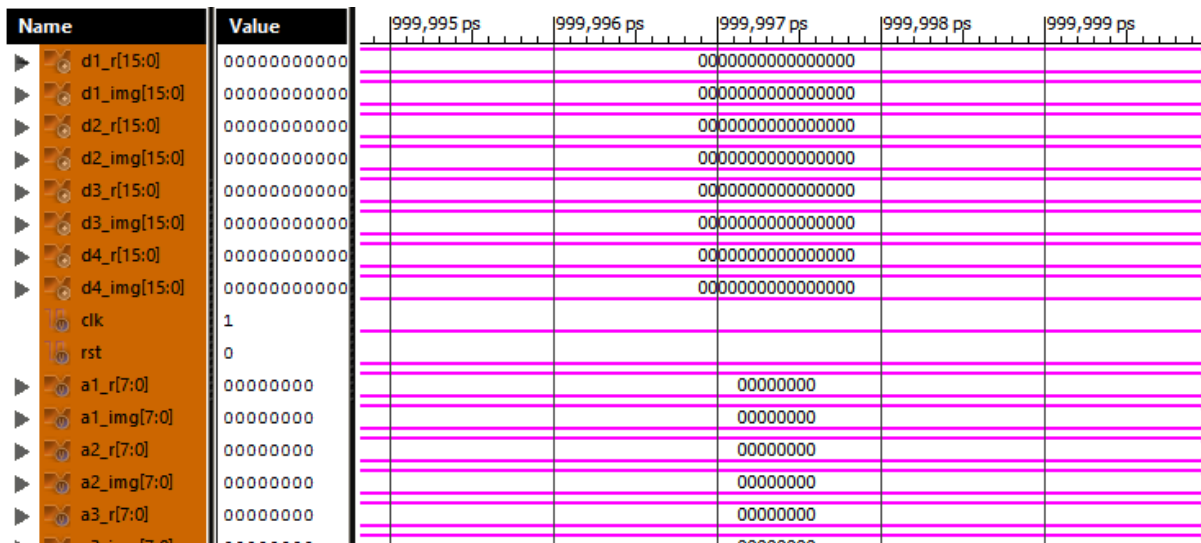 Name Value 999,995 ps 999,996 ps 999,997 ps 999,998 ps 999,999 ps
d1_r[15:0] 00000000000 0000000000000000
d1_img[15:0] 00000000000 0000000000000000
d2_r[15:0] 00000000000 0000000000000000
d2_img[15:0] 00000000000 0000000000000000
d3_r[15:0] 00000000000 0000000000000000
d3_img[15:0] 00000000000 0000000000000000
d4_r[15:0] 00000000000 0000000000000000
d4_img[15:0] 00000000000 0000000000000000
clk 1
rst 0
a1_r[7:0] 00000000 00000000
a1_img[7:0] 00000000 00000000
a2_r[7:0] 00000000 00000000
a2_img[7:0] 00000000 00000000
a3_r[7:0] 00000000 00000000